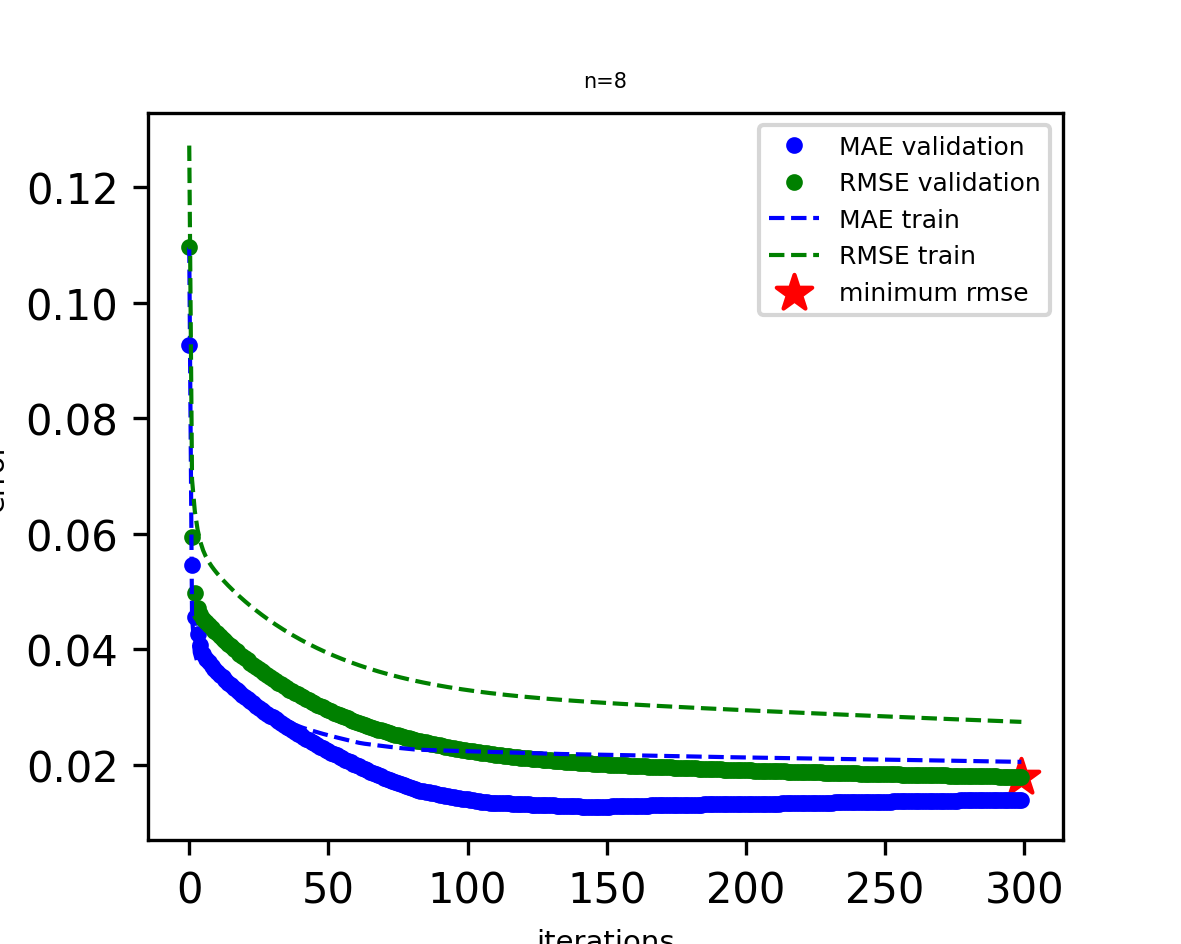 n=8
0.12
0.10
0.08
0.06
0.04
0.02
0
50
100
150
200
250
300
iterations
MAE validation
RMSE validation
MAE train
RMSE train
minimum rmse